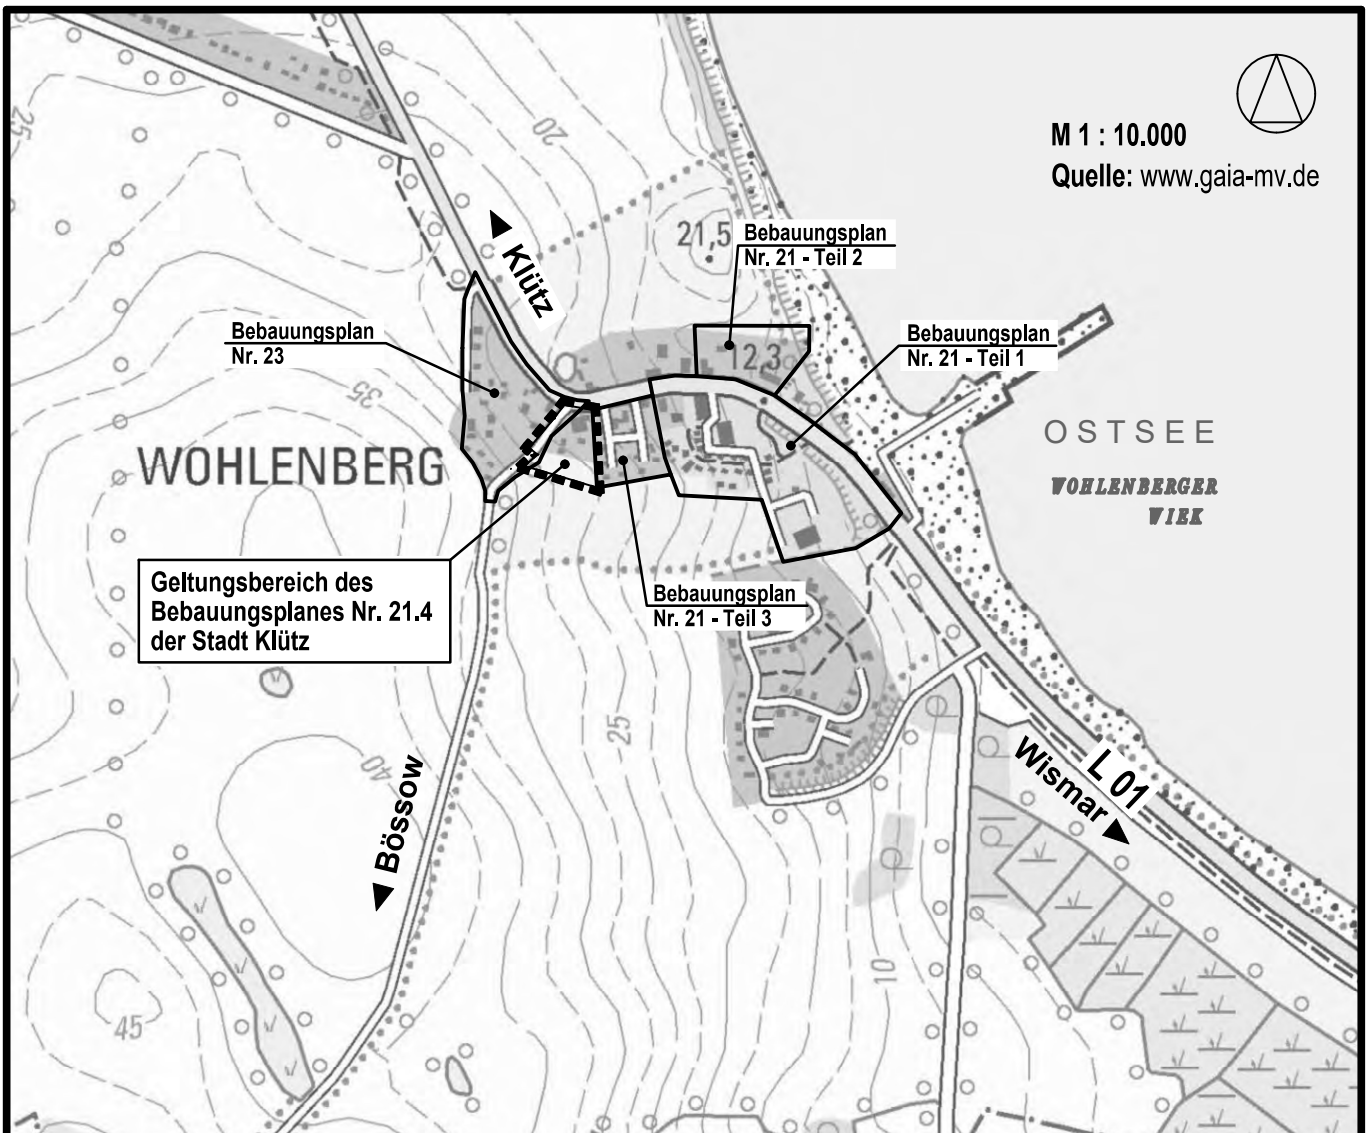 M 1 : 10.000
Quelle: www.gaia-mv.de
25
20
21,5
Klütz
Bebauungsplan
Nr. 21 - Teil 2
Bebauungsplan
Nr. 23
12,3
Bebauungsplan
Nr. 21 - Teil 1
35
OSTSEE
WOHLENBERG
WOHLENBERGER
WIEK
Geltungsbereich des
Bebauungsplanes Nr. 21.4
der Stadt Klütz
Bebauungsplan
Nr. 21 - Teil 3
25
40
Bössow
L 01
Wismar
10
45